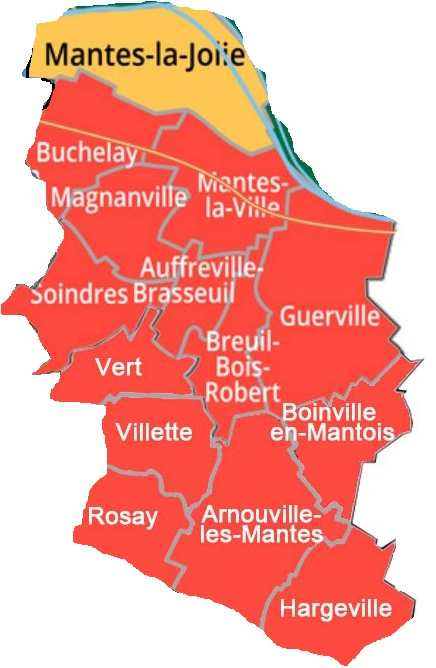 Mantes-la-Jolie
Buchelay
Magnanville
Mantes-
la-Ville
Auffreville-
Brasseuil
Soindres
Guerville
Breuil-
Bois-
Robert
Vert
Boinville
en-Mantois
Villette
Rosay
Arnouville-
les-Mantes
Hargeville